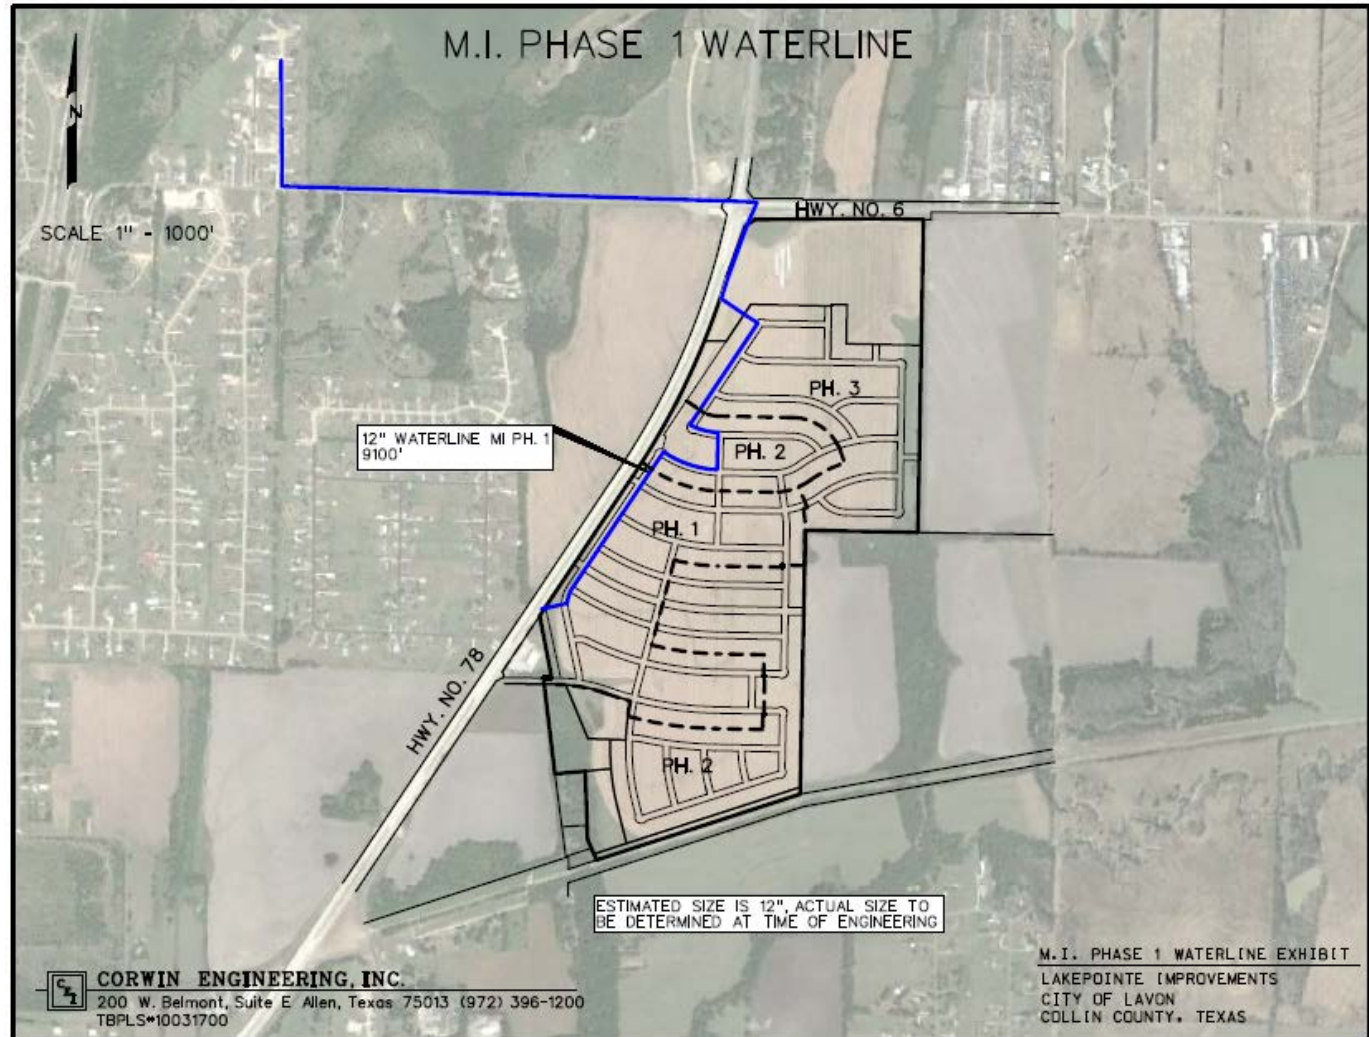 M.I. PHASE 1 WATERLINE
N
SCALE 1" - 1000'
HWY. NO. 6
PH. 3
12" WATERLINE MI PH. 1
9100'
PH. 2
PH. 1
HWY. NO. 78
PH. 2
ESTIMATED SIZE IS 12", ACTUAL SIZE TO
BE DETERMINED AT TIME OF ENGINEERING
CEI
CORWIN ENGINEERING, INC.
200 W. Belmont, Suite E Allen, Texas 75013 (972) 396-1200
TBPLS#10031700
M.I. PHASE 1 WATERLINE EXHIBIT
LAKEPOINTE IMPROVEMENTS
CITY OF LAVON
COLLIN COUNTY, TEXAS